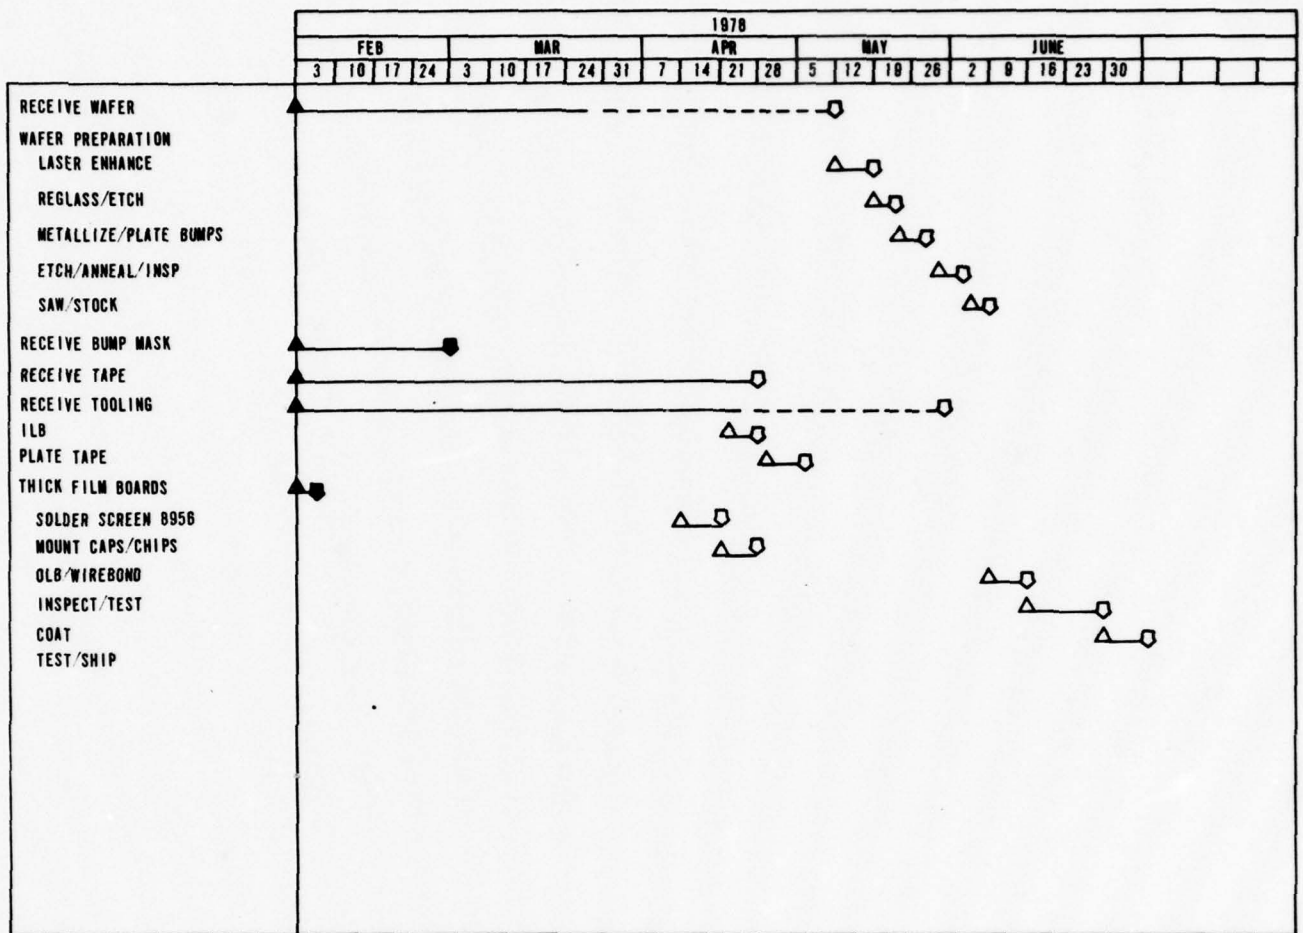 1978
FEB MAR APR MAY JUNE
3 10 17 24 3 10 17 24 31 7 14 21 28 5 12 19 26 2 9 16 23 30
RECEIVE WAFER
WAFER PREPARATION
LASER ENHANCE
REGLASS/ETCH
METALLIZE/PLATE BUMPS
ETCH/ANNEAL/INSP
SAW/STOCK
RECEIVE BUMP MASK
RECEIVE TAPE
RECEIVE TOOLING
ILB
PLATE TAPE
THICK FILM BOARDS
SOLDER SCREEN 8956
MOUNT CAPS/CHIPS
OLB/WIREBOND
INSPECT/TEST
COAT
TEST/SHIP